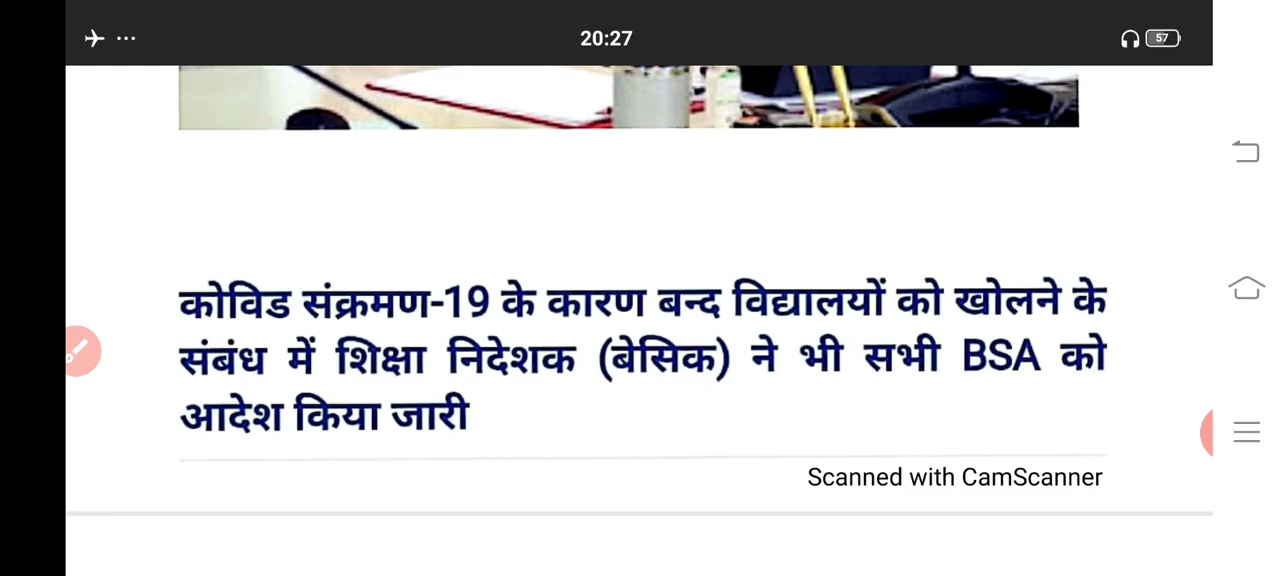 20:27
57
कोविड संक्रमण-19 के कारण बन्द विद्यालयों को खोलने के
संबंध में शिक्षा निदेशक (बेसिक) ने भी सभी BSA को
आदेश किया जारी
Scanned with CamScanner